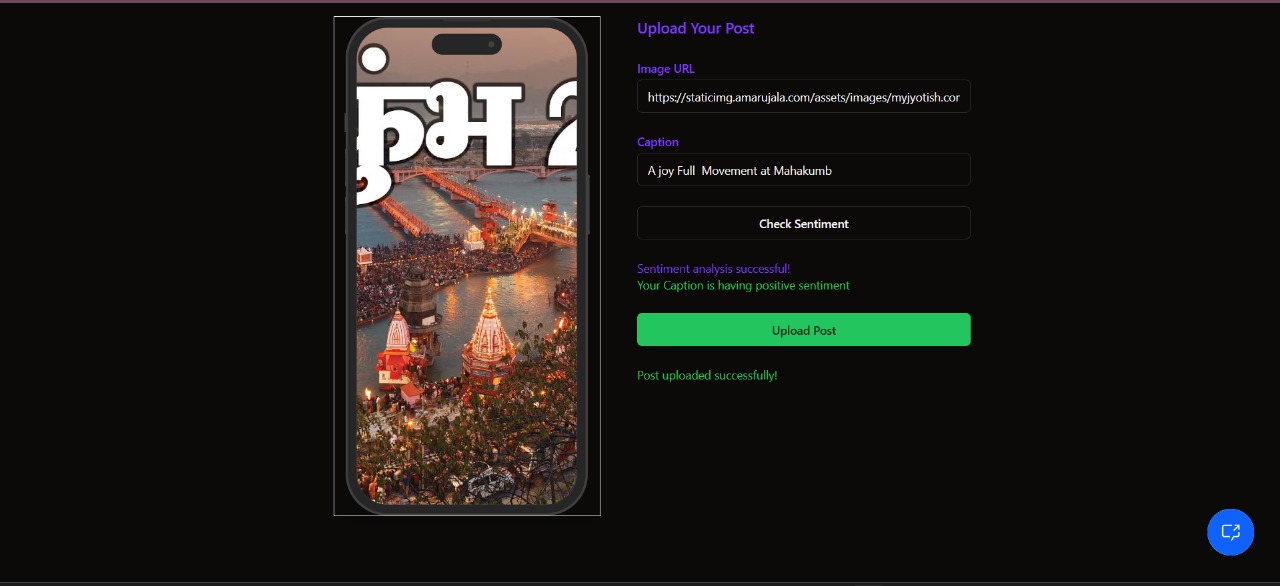 कुंभ 2
Upload Your Post
Image URL
https://staticimg.amarujala.com/assets/images/myjyotish.cor
Caption
A joy Full  Movement at Mahakumb
Check Sentiment
Sentiment analysis successful!
Your Caption is having positive sentiment
Upload Post
Post uploaded successfully!